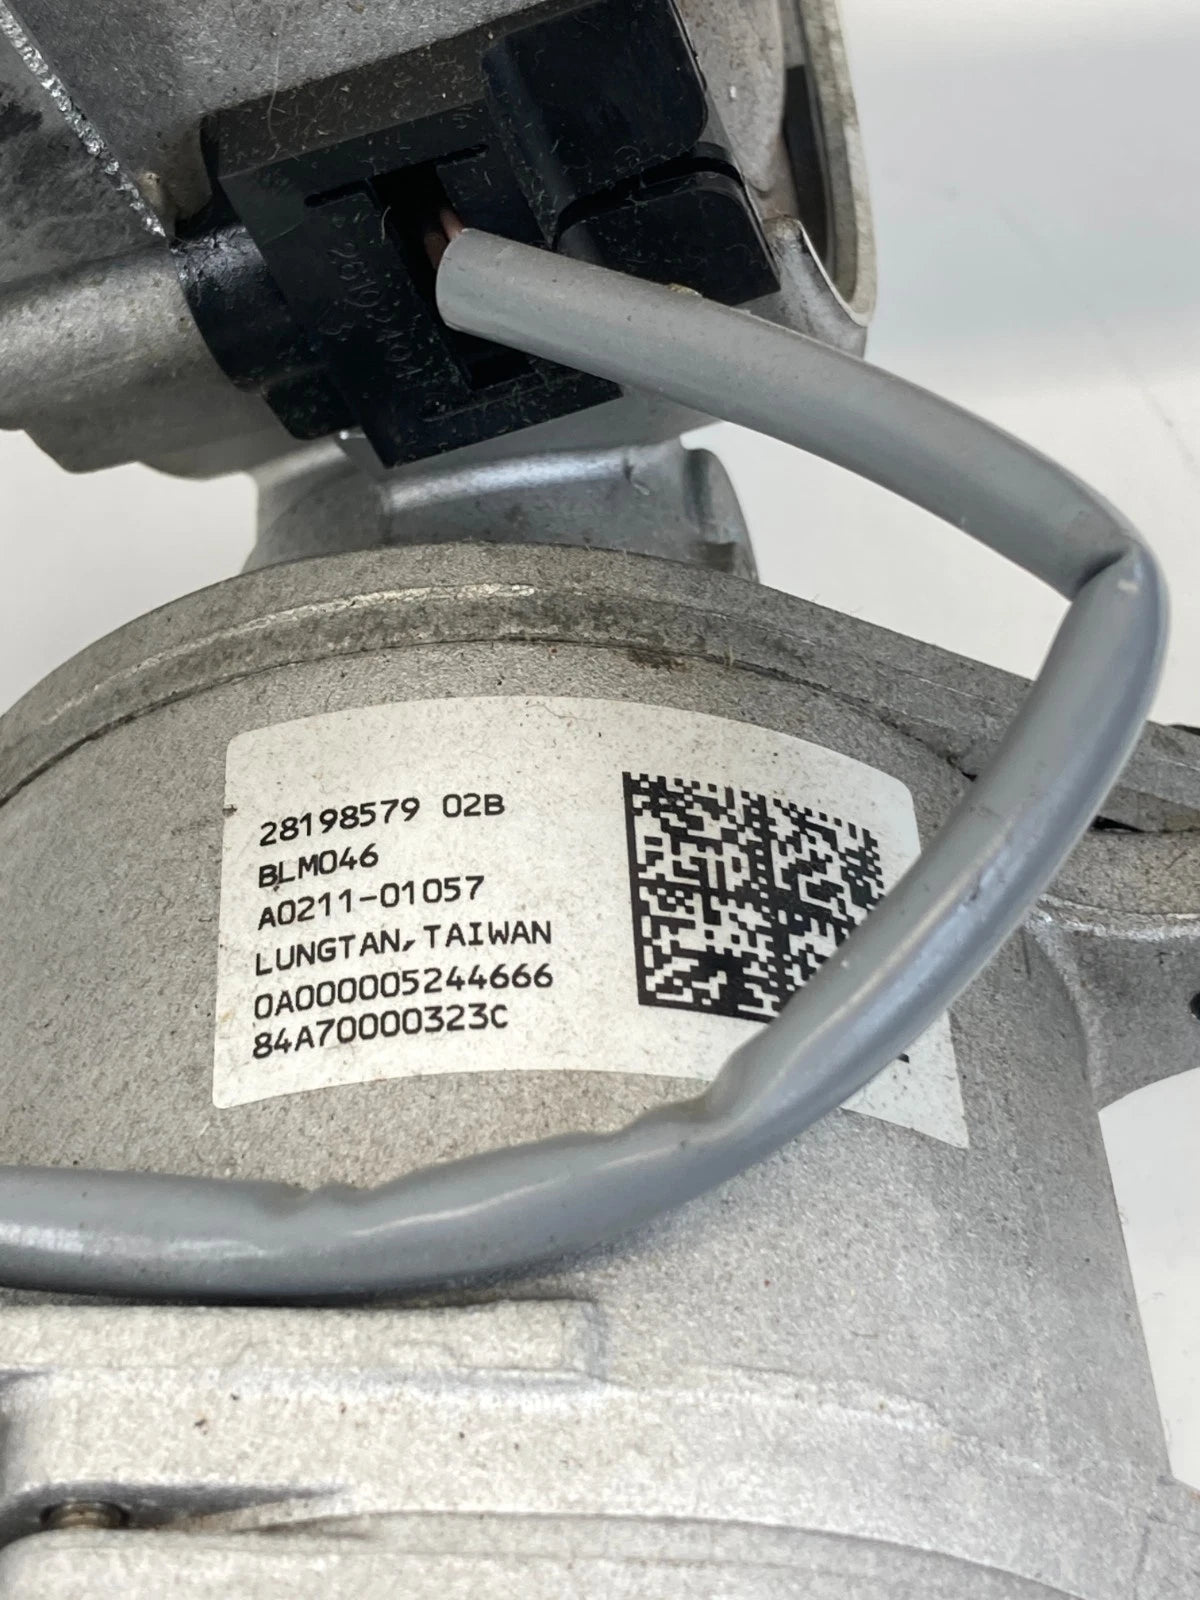 28198579 02B
BLM046
A0211-01057
LUNGTAN, TAIWAN
0A000005244666
84A70000323C